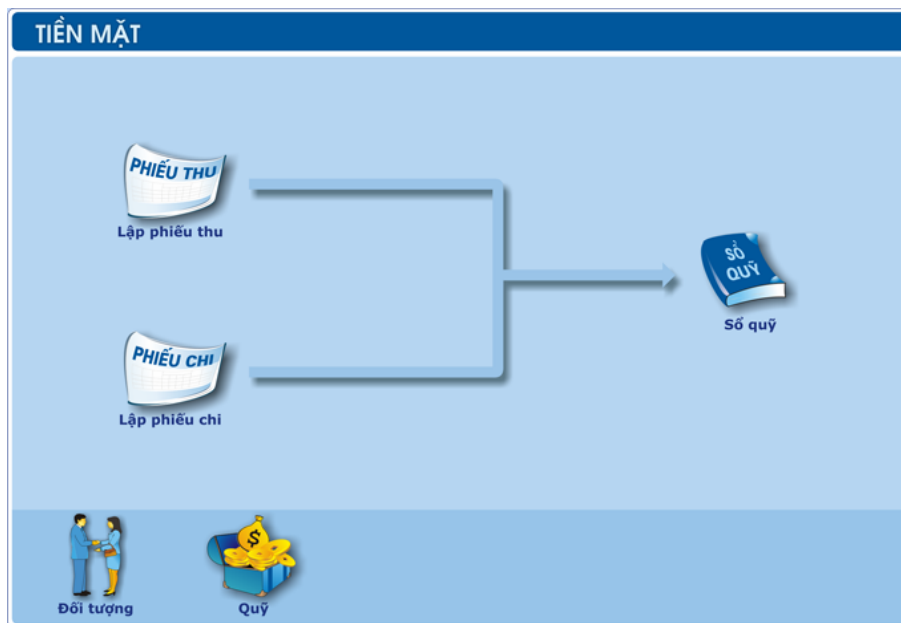 TIỀN MẶT
PHIẾU THU
Lập phiếu thu
SỔ
QUỸ
Sổ quỹ
PHIẾU CHI
Lập phiếu chi
$
Đối tượng
Quỹ